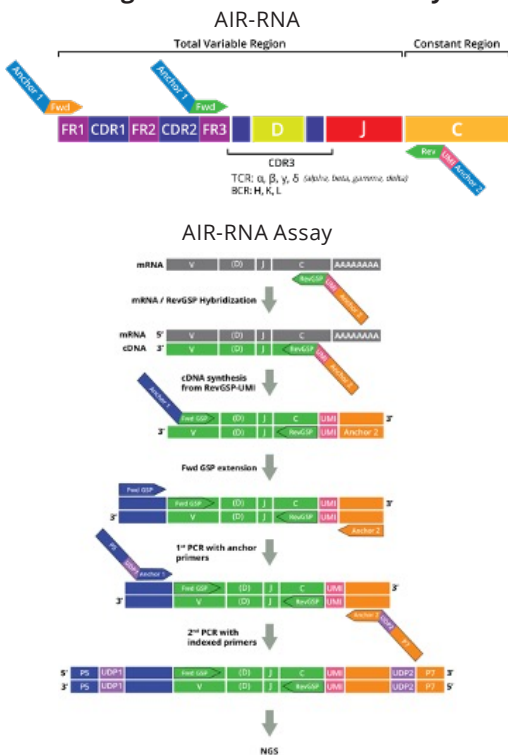 AIR-RNA
Total Variable Region Constant Region
Anchor 1 Anchor 1
Fwd Fwd
FR1 CDR1 FR2 CDR2 FR3 D J C
Rev UMI Anchor 2
CDR3
TCR: α, β, γ, δ (alpha, beta, gamma, delta)
BCR: H, K, L
AIR-RNA Assay
mRNA V (D) J C AAAAAAAA
RevGSP UMI Anchor 2
mRNA / RevGSP Hybridization
mRNA 5' V (D) J C AAAAAAAA
cDNA 3' V (D) J RevGSP UMI Anchor 2
cDNA synthesis
from RevGSP-UMI
Anchor 1
Fwd GSP (D) J C UMI 3'
3' V (D) J RevGSP UMI Anchor 2
Fwd GSP extension
Fwd GSP
Fwd GSP (D) J C UMI 3'
3' V (D) J RevGSP UMI
Anchor 2
1st PCR with anchor
primers
P5 UDP1 Anchor 1
Fwd GSP (D) J C UMI 3'
3' V (D) J RevGSP UMI
Anchor 2 UDP2 P7
2nd PCR with
indexed primers
5' P5 UDP1 Fwd GSP (D) J C UMI UDP2 P7 3'
3' P5 UDP1 V (D) J RevGSP UMI UDP2 P7 5'
NGS